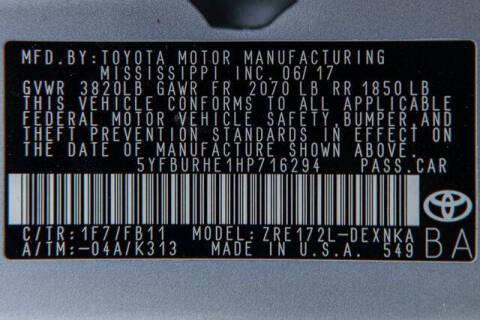 MFD.BY: TOYOTA MOTOR MANUFACTURING
MISSISSIPPI INC. 06/17
GVWR 3820LB GAWR FR 2070 LB RR 1850 LB
THIS VEHICLE CONFORMS TO ALL APPLICABLE
FEDERAL MOTOR VEHICLE SAFETY, BUMPER, AND
THEFT PREVENTION STANDARDS IN EFFECT ON
THE DATE OF MANUFACTURE SHOWN ABOVE.
5YFBURHE1HP716294 PASS.CAR
C/TR: 1F7/FB11 MODEL: ZRE172L-DEXNKA
A/TM: -04A/K313 MADE IN U.S.A. 549
BA